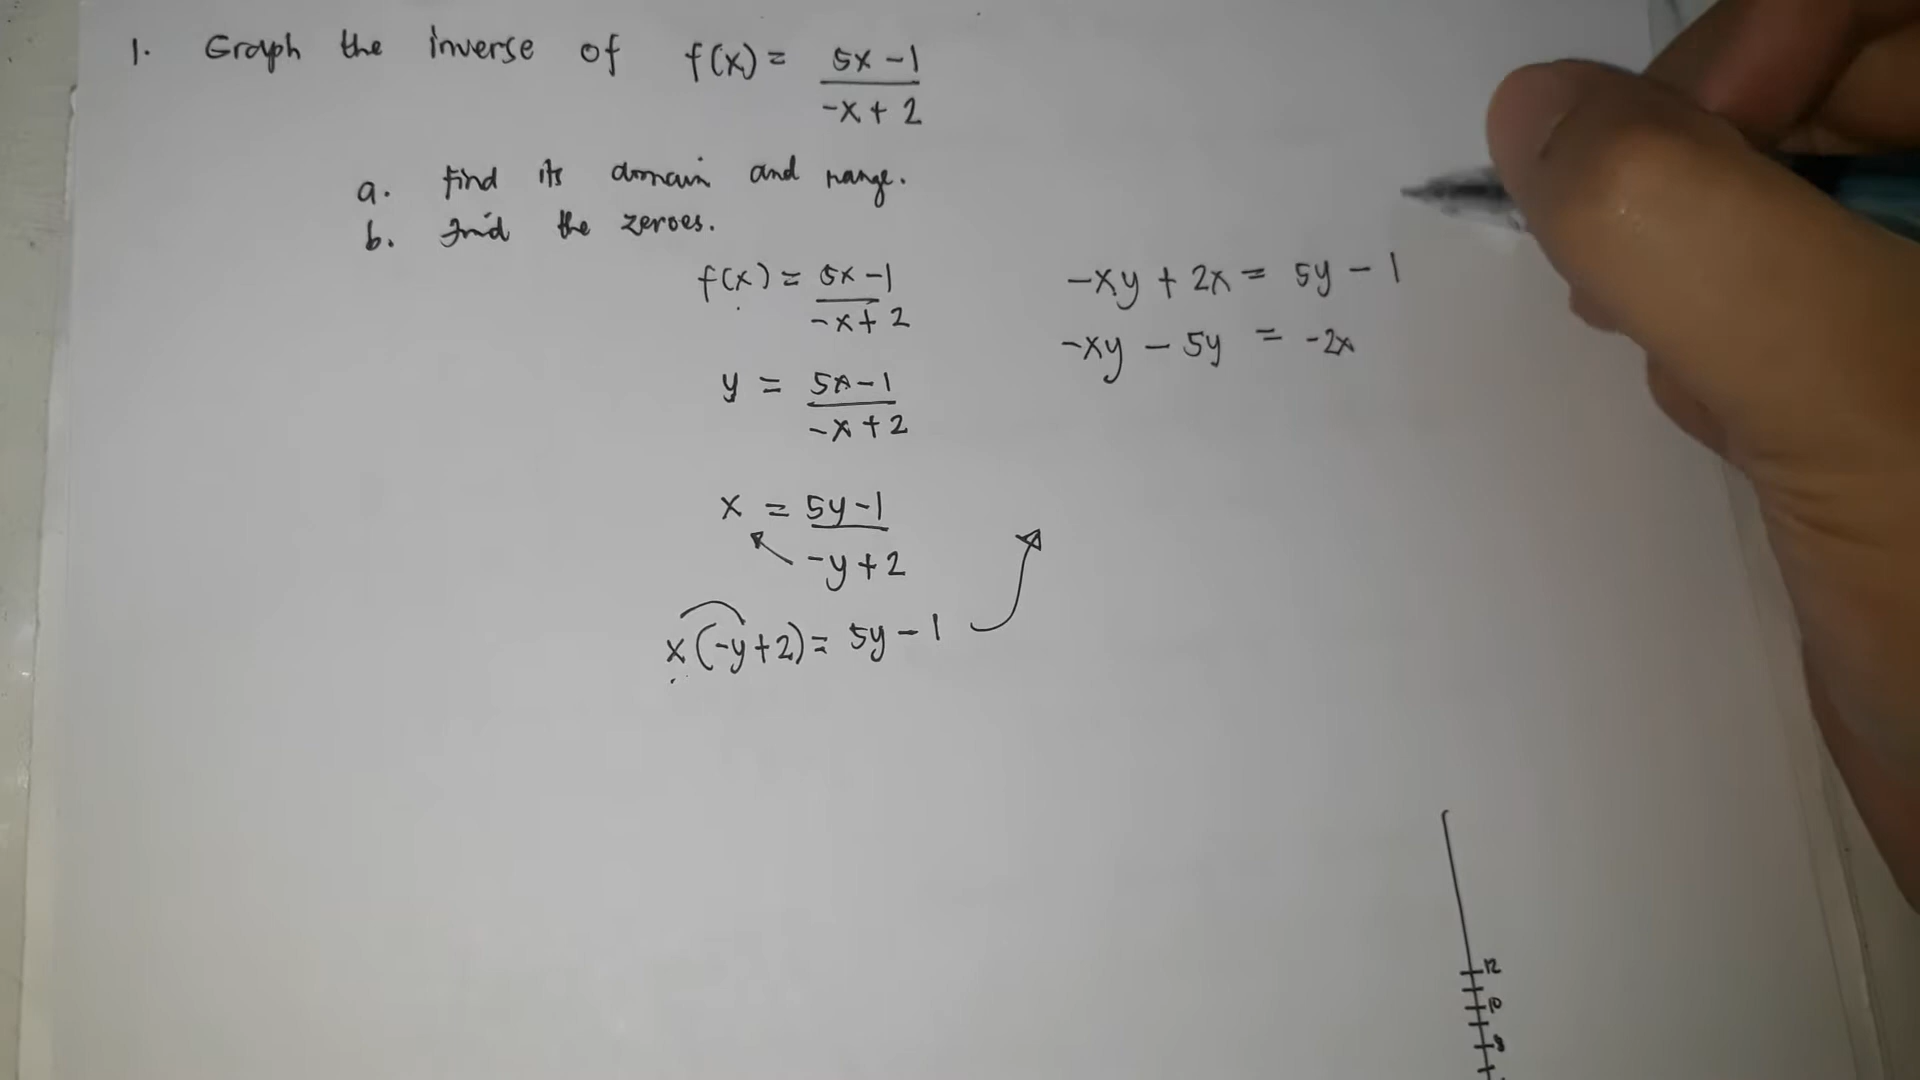 1. Graph the inverse of f(x) = 5x - 1 / -x + 2
a. Find its domain and range.
b. Find the zeroes.
f(x) = 5x - 1 / -x + 2
y = 5x - 1 / -x + 2
x = 5y - 1 / -y + 2
x(-y + 2) = 5y - 1
-xy + 2x = 5y - 1
-xy - 5y = -2x
12
10
8